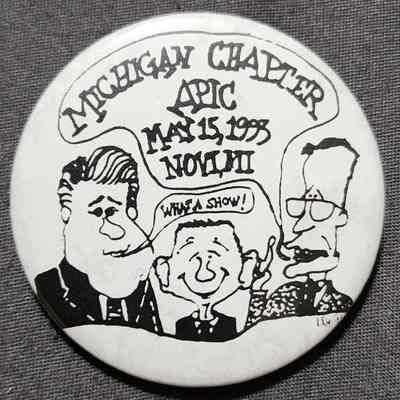 MICHIGAN CHAPTER
APIC
MAY 15, 1993
NOVI, MI
WHAT A SHOW!